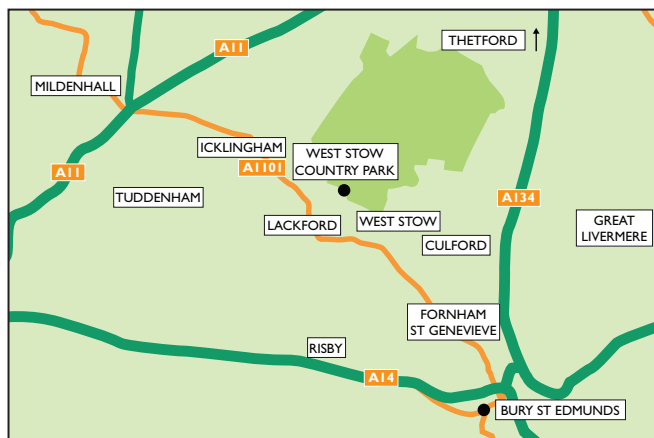 THETFORD
A11
MILDENHALL
ICKLINGHAM
WEST STOW
COUNTRY PARK
A1101
A11
TUDDENHAM
A134
WEST STOW
LACKFORD
GREAT
LIVERMERE
CULFORD
FORNHAM
ST GENEVIEVE
RISBY
A14
BURY ST EDMUNDS